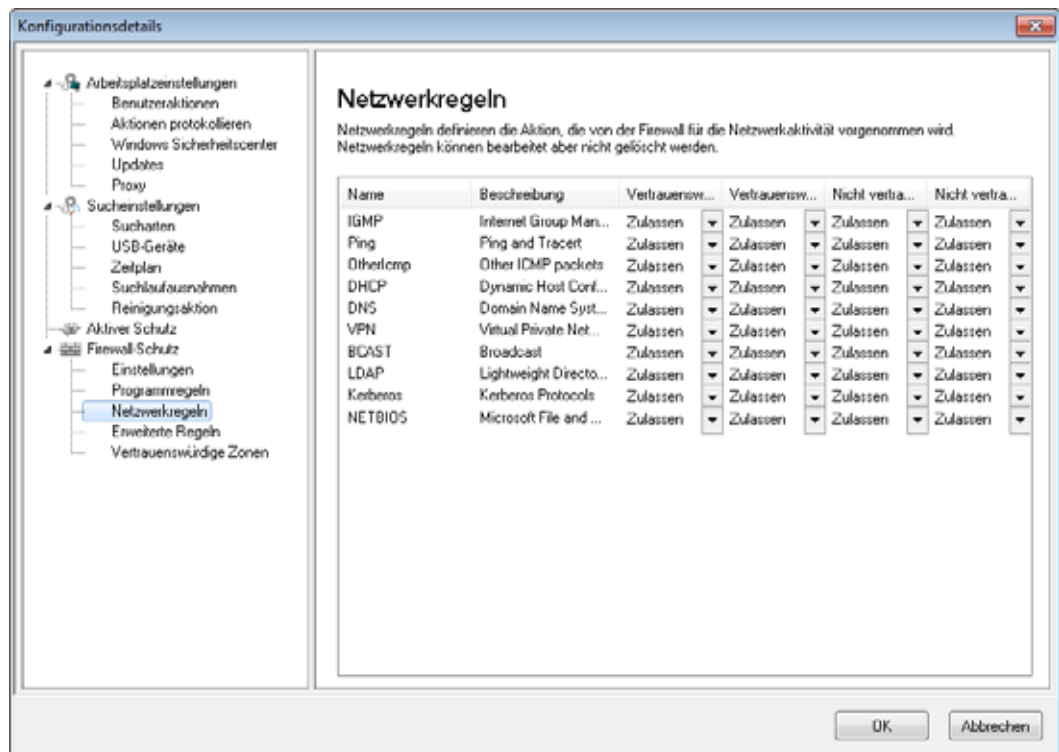 Konfigurationsdetails
Arbeitsplatzeinstellungen
Benutzeraktionen
Aktionen protokollieren
Windows Sicherheitscenter
Updates
Proxy
Sucheinstellungen
Sucharten
USB-Geräte
Zeitplan
Suchlaufausnahmen
Reinigungsaktion
Aktiver Schutz
Firewall-Schutz
Einstellungen
Programmregeln
Netzwerkregeln
Erweiterte Regeln
Vertrauenswürdige Zonen
Netzwerkregeln
Netzwerkregeln definieren die Aktion, die von der Firewall für die Netzwerkaktivität vorgenommen wird.
Netzwerkregeln können bearbeitet aber nicht gelöscht werden.
Name Beschreibung Vertrauensw... Vertrauensw... Nicht vertra... Nicht vertra...
IGMP Internet Group Man... Zulassen Zulassen Zulassen Zulassen
Ping Ping and Tracert Zulassen Zulassen Zulassen Zulassen
OtherIcmp Other ICMP packets Zulassen Zulassen Zulassen Zulassen
DHCP Dynamic Host Conf... Zulassen Zulassen Zulassen Zulassen
DNS Domain Name Syst... Zulassen Zulassen Zulassen Zulassen
VPN Virtual Private Net... Zulassen Zulassen Zulassen Zulassen
BCAST Broadcast Zulassen Zulassen Zulassen Zulassen
LDAP Lightweight Directo... Zulassen Zulassen Zulassen Zulassen
Kerberos Kerberos Protocols Zulassen Zulassen Zulassen Zulassen
NETBIOS Microsoft File and ... Zulassen Zulassen Zulassen Zulassen
OK Abbrechen